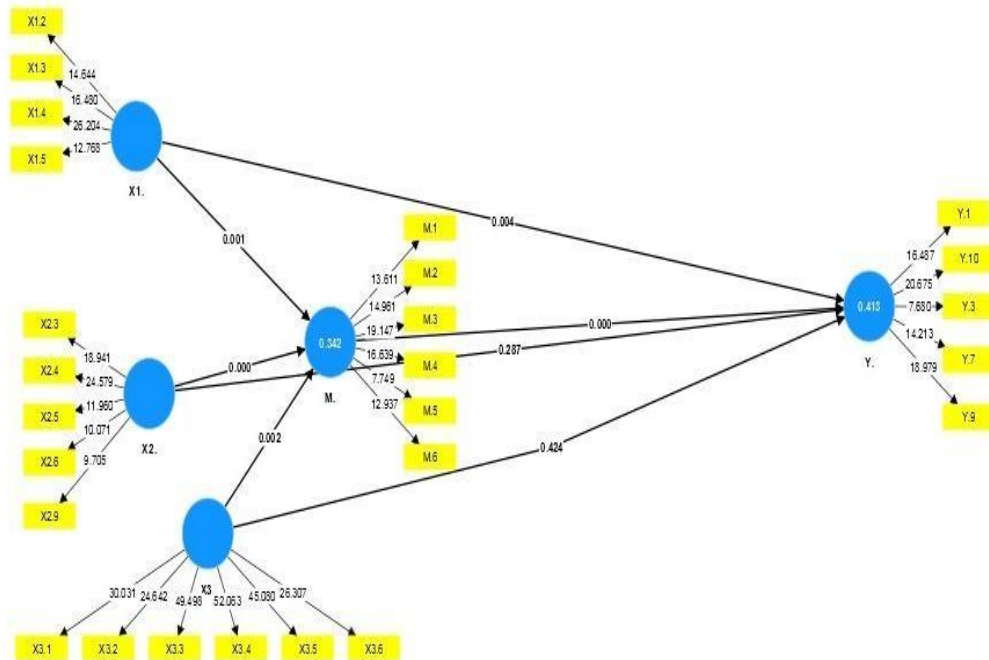 X1.2
14.644
X1.3
16.480
X1.4
26.204
X1.5
12.768
X1.
0.001
0.004
M.1
13.611
M.2
14.961
M.3
19.147
M.4
16.639
M.5
7.749
M.6
12.937
0.342
M.
0.000
0.287
Y.1
16.487
Y.10
20.675
Y.3
7.680
Y.7
14.213
Y.9
18.979
0.413
Y.
X2.3
18.941
X2.4
24.579
X2.5
11.960
X2.6
10.071
X2.9
9.705
X2.
0.000
0.002
0.424
X3
30.031
24.642
49.498
52.063
45.080
26.307
X3.1
X3.2
X3.3
X3.4
X3.5
X3.6